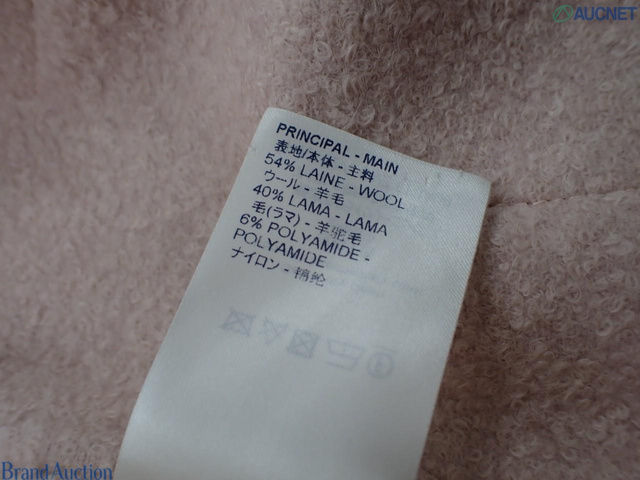 AUCNET
PRINCIPAL - MAIN
表地/本体 - 主料
54% LAINE - WOOL
ウール - 羊毛
40% LAMA - LAMA
毛(ラマ) - 羊驼毛
6% POLYAMIDE -
POLYAMIDE
ナイロン - 锦纶
Brand Auction